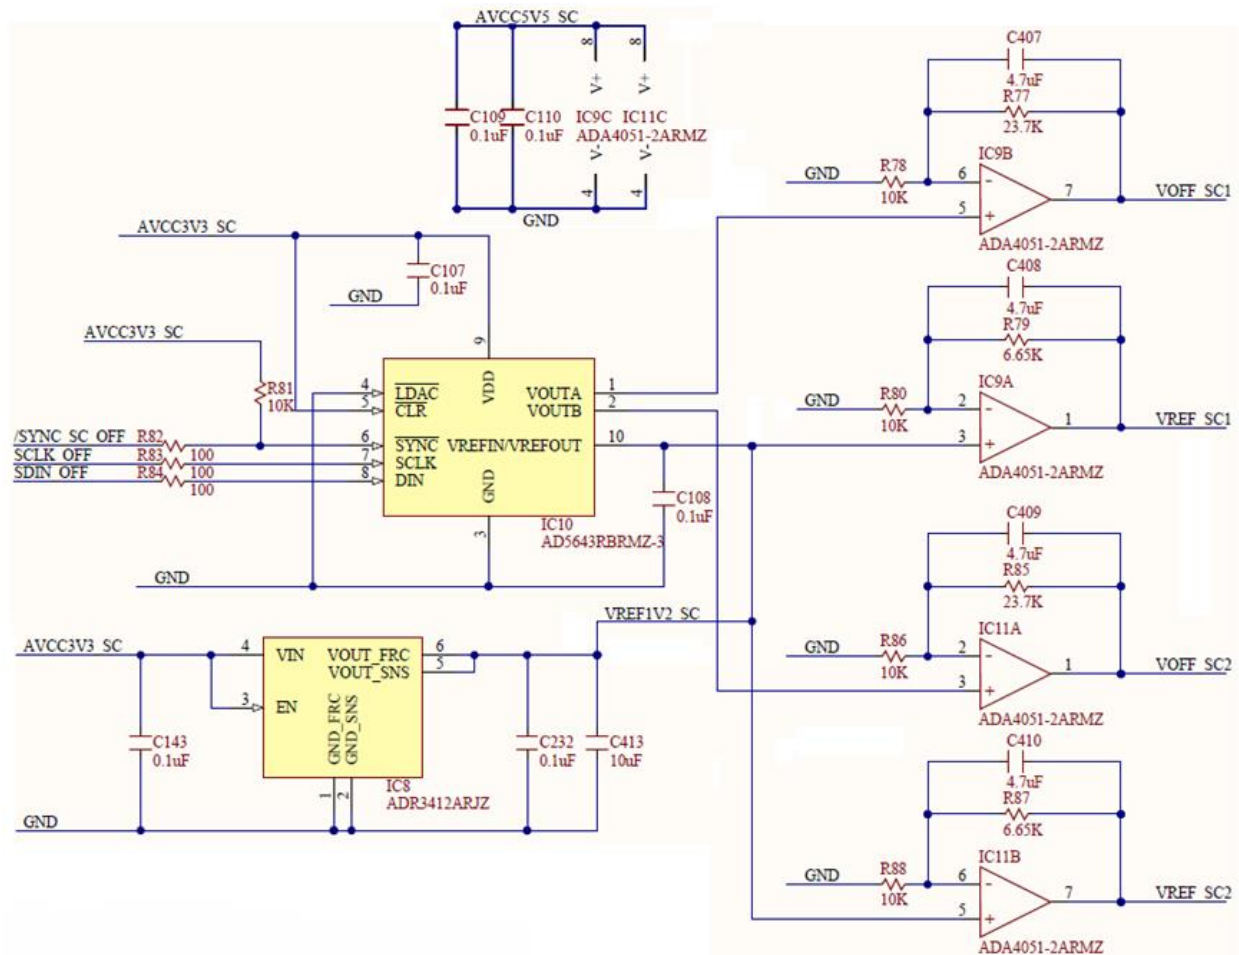 AVCC5V5_SC
8
8
V+
V+
C109
0.1uF
C110
0.1uF
IC9C
IC11C
ADA4051-2ARMZ
V-
V-
4
4
GND
C407
4.7uF
R77
23.7K
IC9B
GND
R78
10K
6
-
5
+
7
VOFF_SC1
ADA4051-2ARMZ
AVCC3V3_SC
C107
0.1uF
GND
C408
4.7uF
R79
6.65K
IC9A
GND
R80
10K
2
-
3
+
1
VREF_SC1
ADA4051-2ARMZ
AVCC3V3_SC
R81
10K
9
VDD
4
LDAC
5
CLR
/SYNC_SC_OFF
R82
100
6
SYNC
SCLK_OFF
R83
100
7
SCLK
SDIN_OFF
R84
100
8
DIN
VOUTA
1
VOUTB
2
VREFIN/VREFOUT
10
GND
3
C108
0.1uF
IC10
AD5643RBRMZ-3
GND
C409
4.7uF
R85
23.7K
IC11A
GND
R86
10K
2
-
3
+
1
VOFF_SC2
ADA4051-2ARMZ
VREF1V2_SC
AVCC3V3_SC
4
VIN
3
EN
VOUT_FRC
6
VOUT_SNS
5
GND_FRC
GND_SNS
1
2
C143
0.1uF
C232
0.1uF
C413
10uF
IC8
ADR3412ARJZ
GND
C410
4.7uF
R87
6.65K
IC11B
GND
R88
10K
6
-
5
+
7
VREF_SC2
ADA4051-2ARMZ